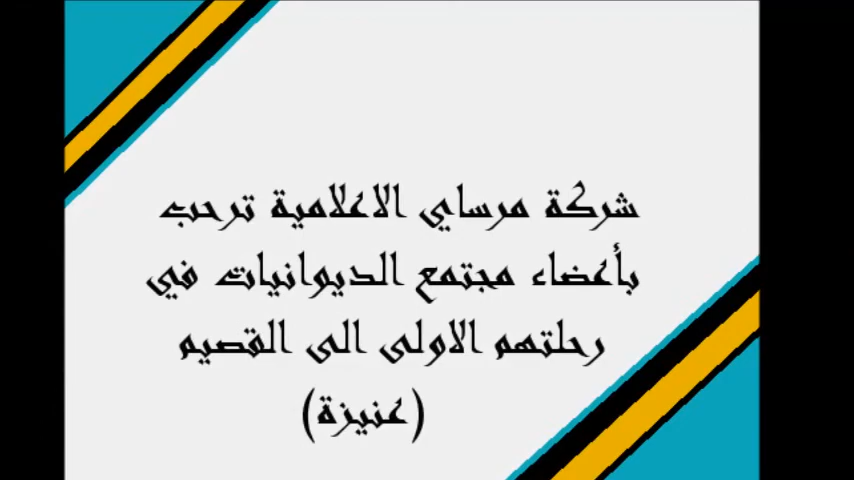 شركة مرساي الاعلامية ترحب
بأعضاء مجتمع الديوانيات في
رحلتهم الاولى الى القصيم
(عنيزة)